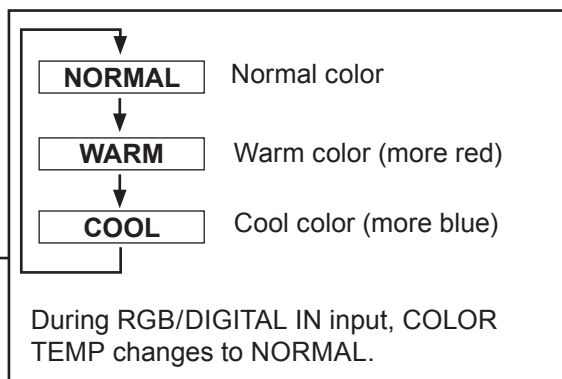 NORMAL Normal color
WARM Warm color (more red)
COOL Cool color (more blue)
During RGB/DIGITAL IN input, COLOR
TEMP changes to NORMAL.